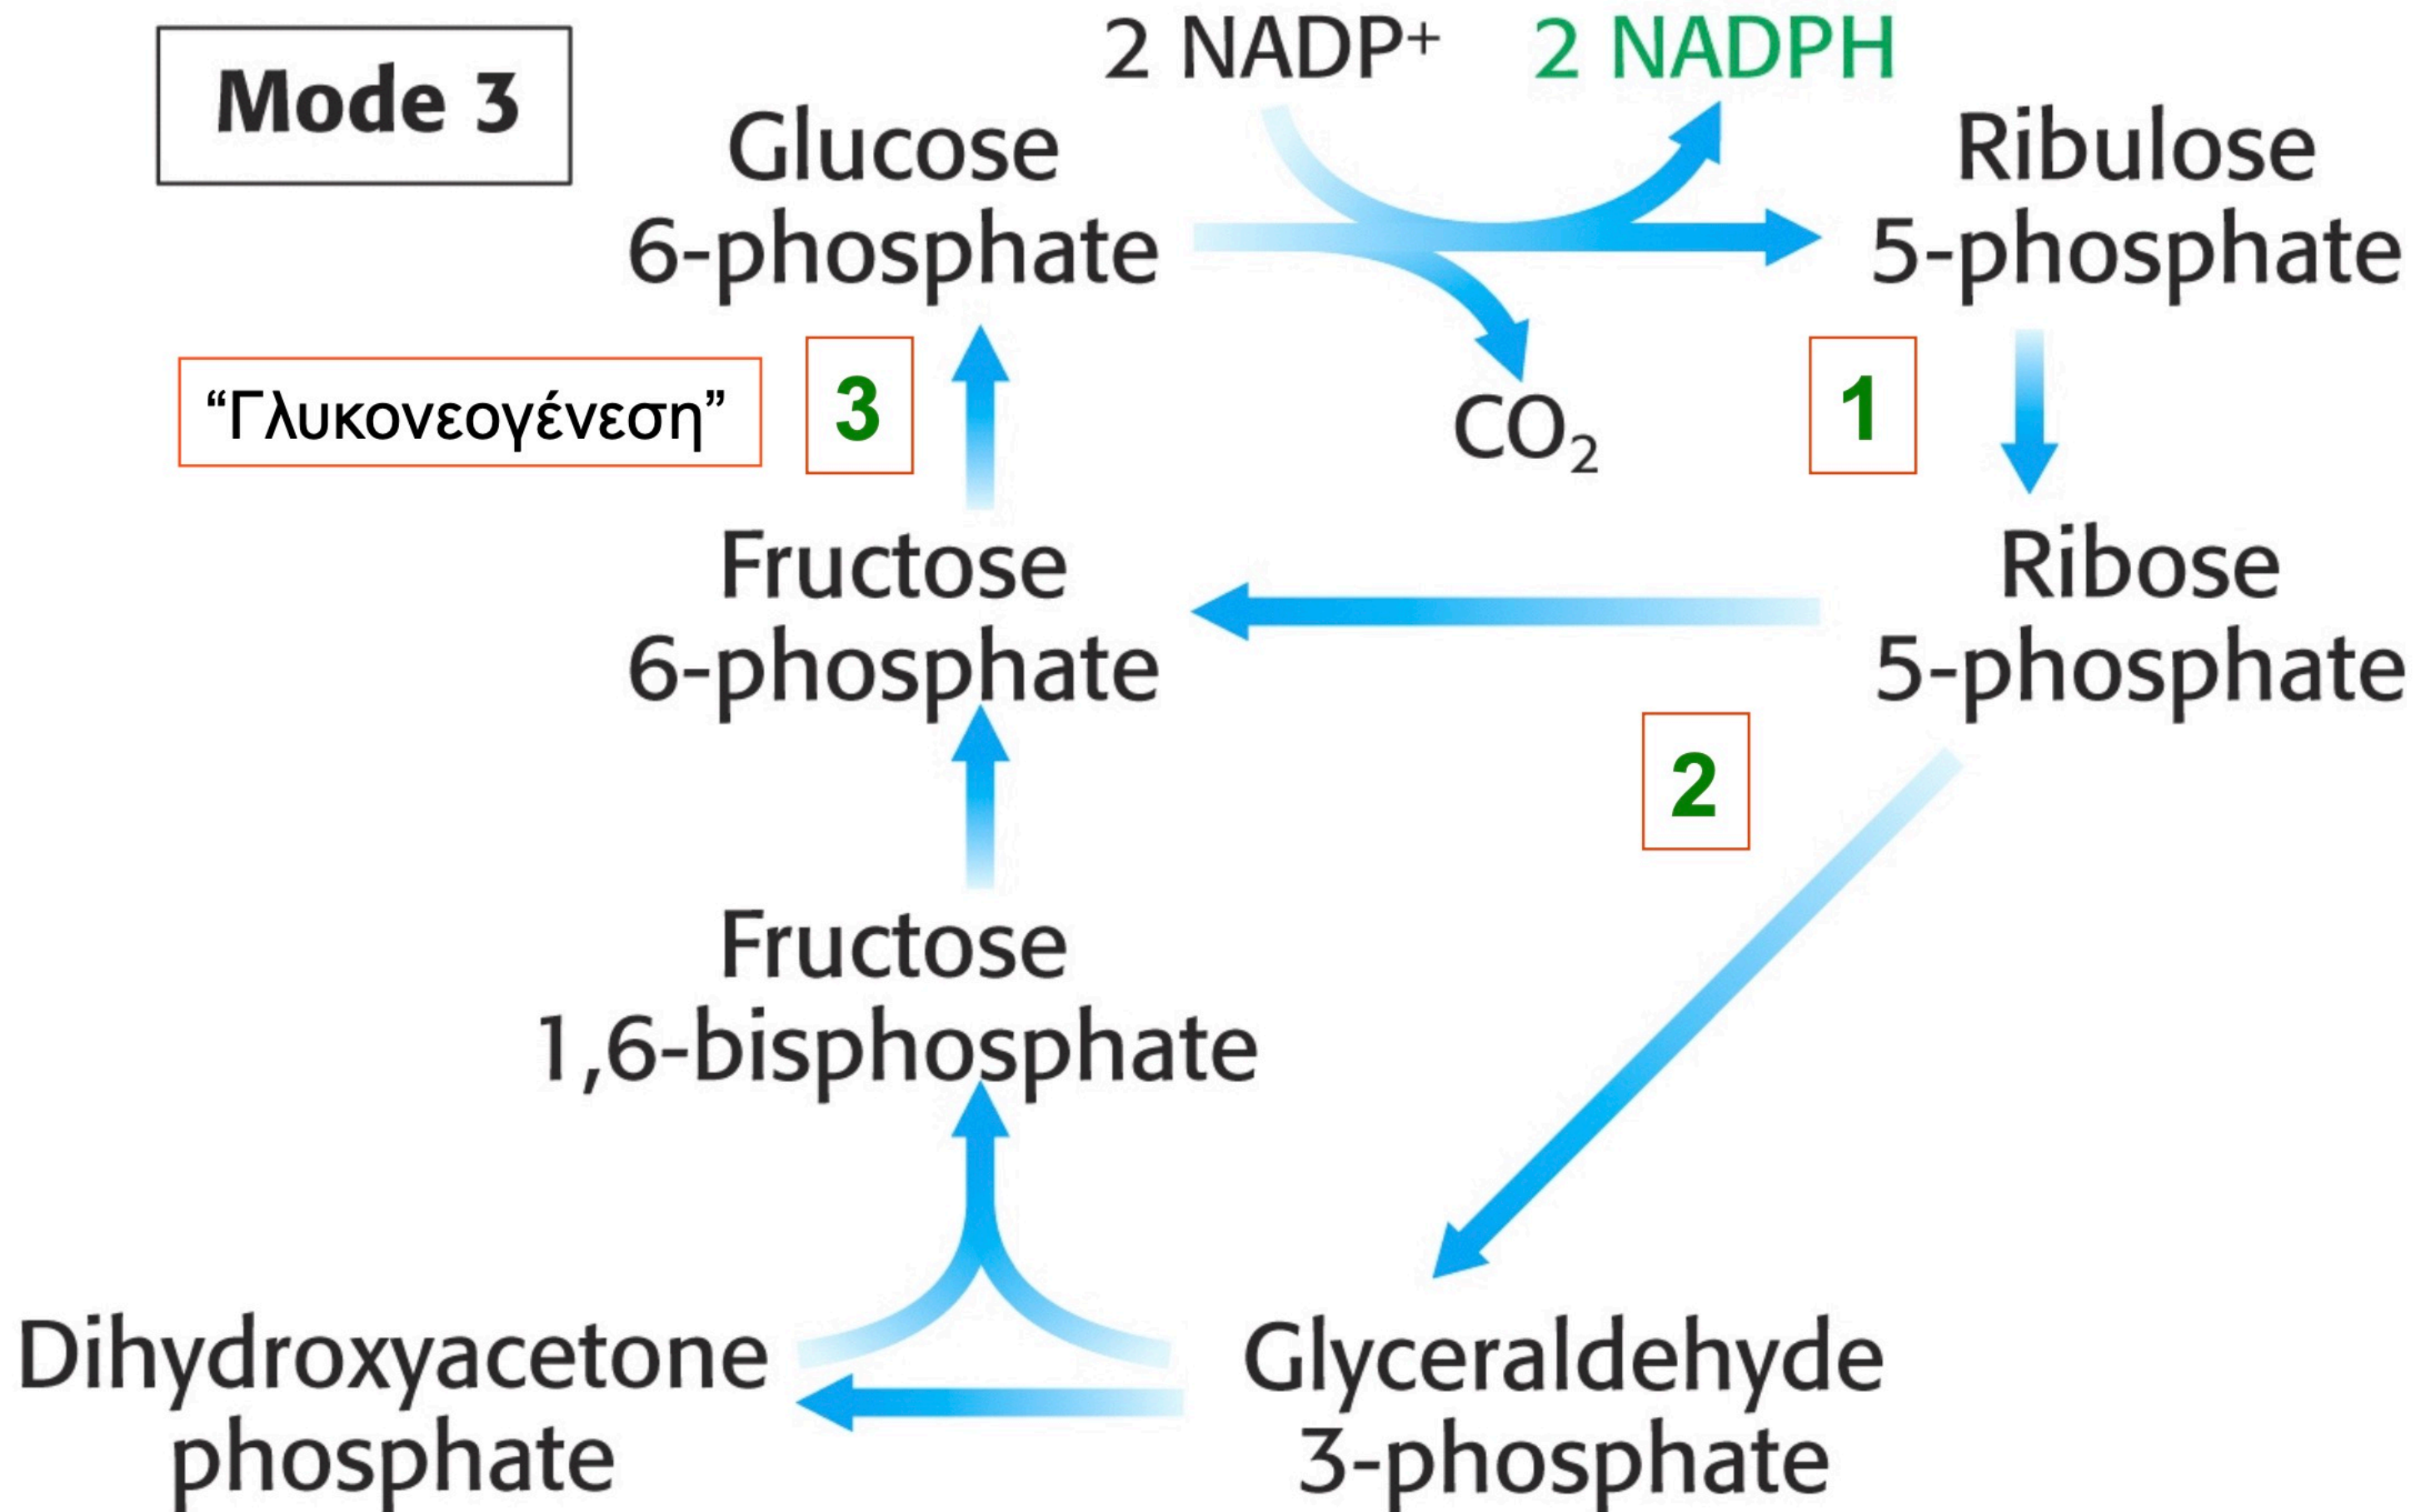 Mode 3
2 NADP⁺ 2 NADPH
Glucose
6-phosphate
Ribulose
5-phosphate
CO₂
“Γλυκονεογένεση”
3
1
Fructose
6-phosphate
Ribose
5-phosphate
2
Fructose
1,6-bisphosphate
Dihydroxyacetone
phosphate
Glyceraldehyde
3-phosphate